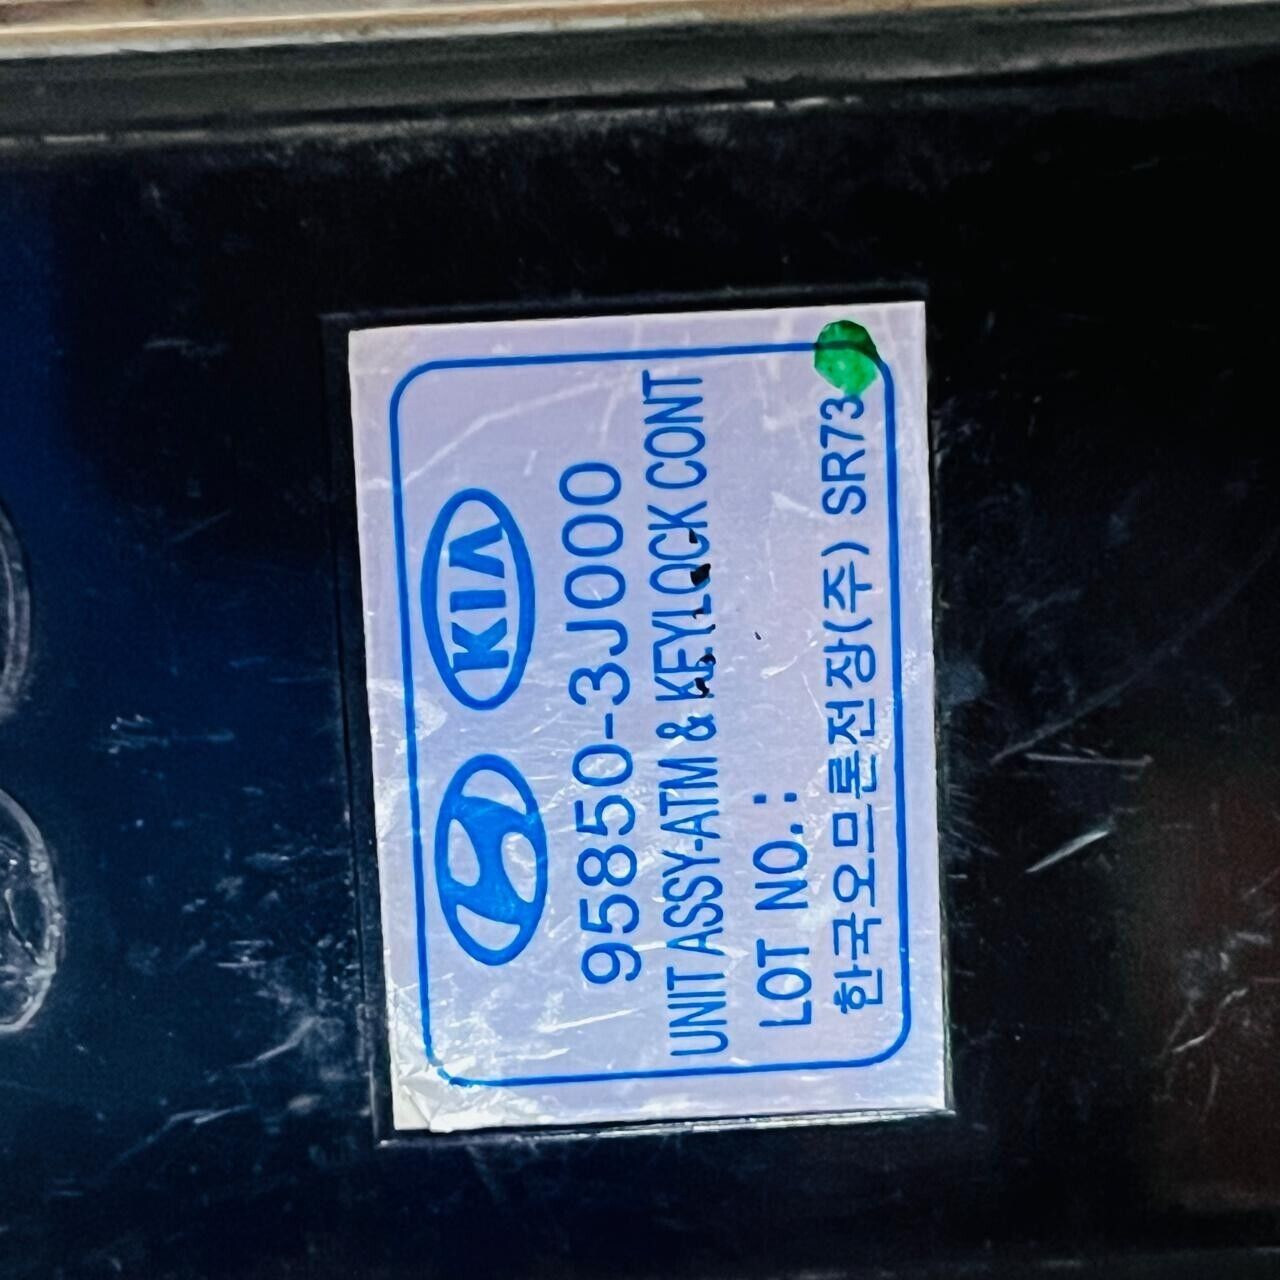 KIA
95850-3J000
UNIT ASSY-ATM & KEYLOCK CONT
LOT NO. :
한국오므론전장(주) SR73